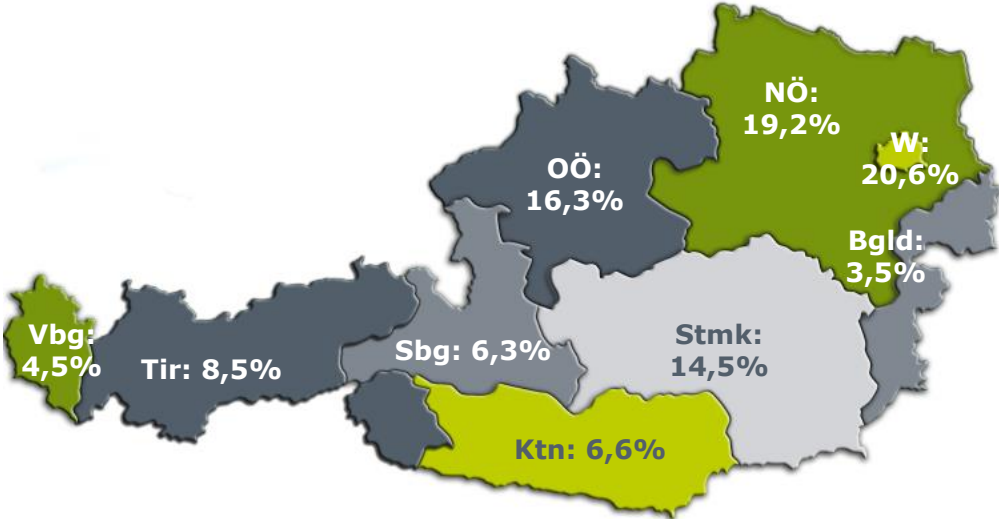 NÖ:
19,2%
W:
20,6%
OÖ:
16,3%
Bgld:
3,5%
Vbg:
4,5%
Tir: 8,5%
Sbg: 6,3%
Stmk:
14,5%
Ktn: 6,6%